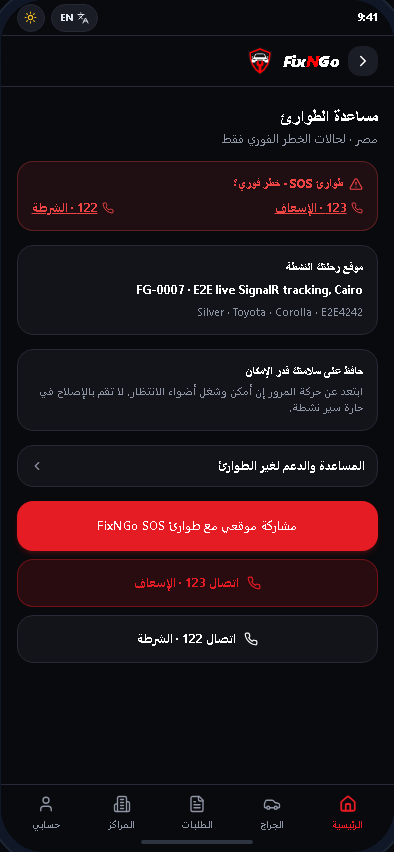 9:41
EN
FixNGo
مساعدة الطوارئ
مصر · لحالات الخطر الفوري فقط
طوارئ SOS - خطر فوري؟
123 · الإسعاف
122 · الشرطة
موقع رحلتك النشطة
FG-0007 · E2E live SignalR tracking, Cairo
Silver · Toyota · Corolla · E2E4242
حافظ على سلامتك قدر الإمكان
ابتعد عن حركة المرور إن أمكن وشغل أضواء الانتظار. لا تقم بالإصلاح في
حارة سير نشطة.
المساعدة والدعم لغير الطوارئ
مشاركة موقعي مع طوارئ FixNGo SOS
اتصال 123 · الإسعاف
اتصال 122 · الشرطة
الرئيسية
الجراج
الطلبات
المراكز
حسابي